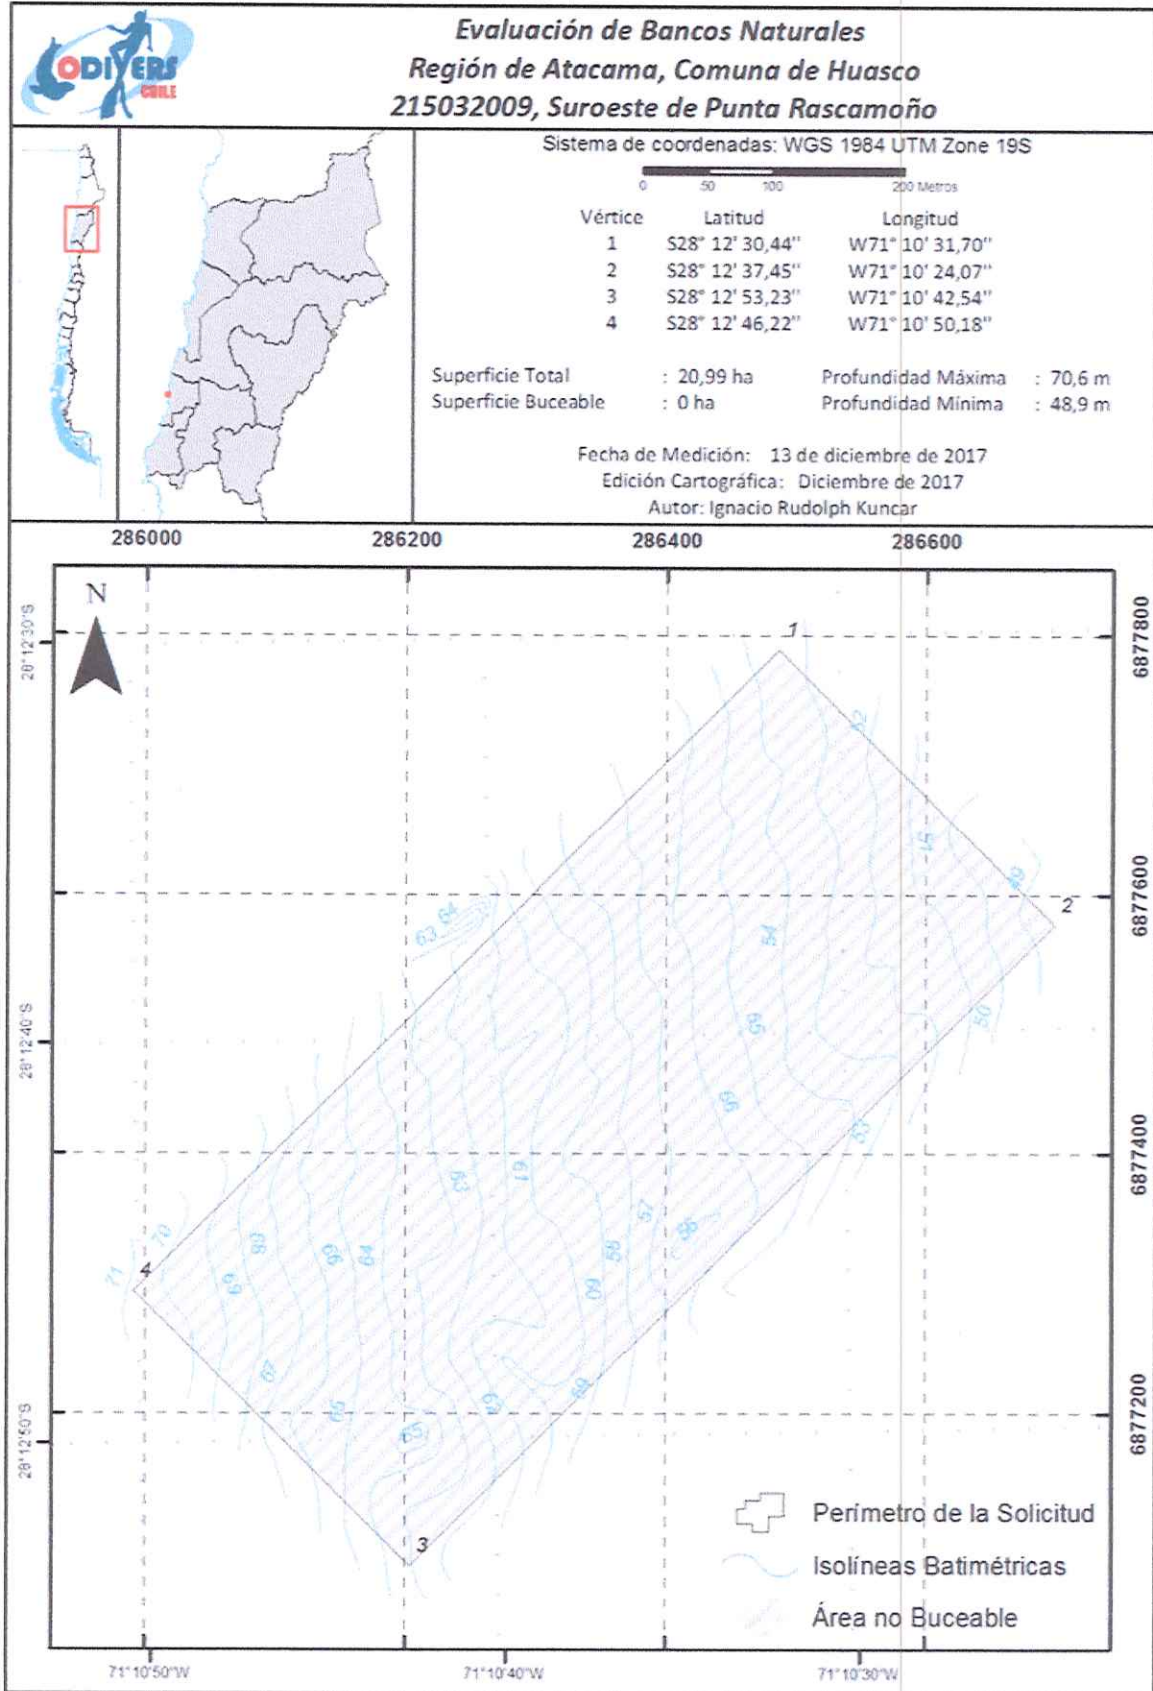 ODIVERS
CHILE
Evaluación de Bancos Naturales
Región de Atacama, Comuna de Huasco
215032009, Suroeste de Punta Rascamoño
Sistema de coordenadas: WGS 1984 UTM Zone 19S
0 50 100 200 Metros
Vértice Latitud Longitud
1 S28° 12' 30,44'' W71° 10' 31,70''
2 S28° 12' 37,45'' W71° 10' 24,07''
3 S28° 12' 53,23'' W71° 10' 42,54''
4 S28° 12' 46,22'' W71° 10' 50,18''
Superficie Total : 20,99 ha Profundidad Máxima : 70,6 m
Superficie Buceable : 0 ha Profundidad Mínima : 48,9 m
Fecha de Medición: 13 de diciembre de 2017
Edición Cartográfica: Diciembre de 2017
Autor: Ignacio Rudolph Kuncar
286000 286200 286400 286600
N
28°12'30"S
28°12'40"S
28°12'50"S
6877800
6877600
6877400
6877200
1
52
51
49
2
64
63
54
50
55
53
61
63
57
58
60
70
71
4
68
69
66
64
67
65
59
3
Perímetro de la Solicitud
Isolíneas Batimétricas
Área no Buceable
71°10'50"W 71°10'40"W 71°10'30"W